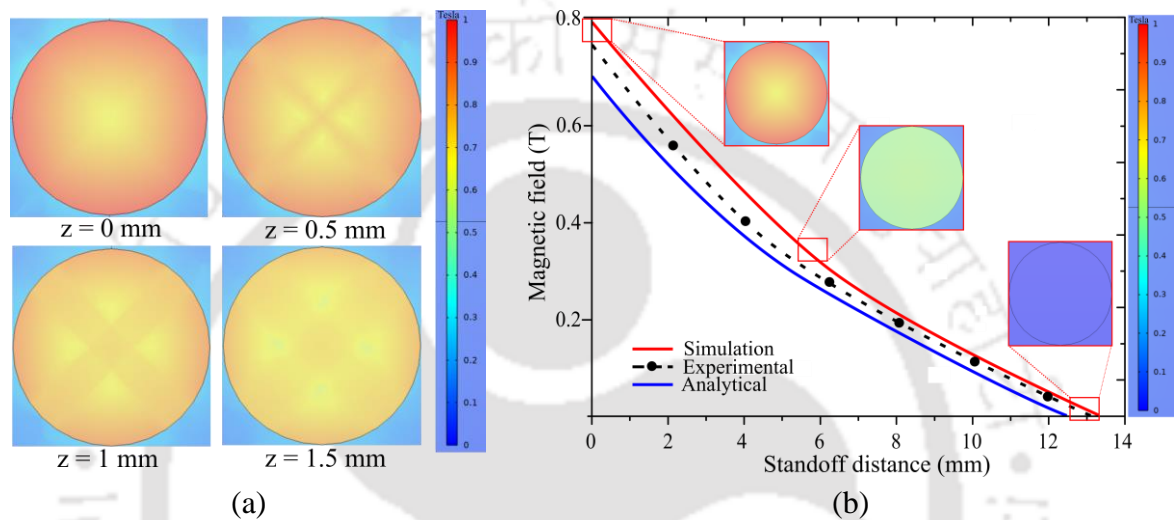 Tesla
1
0.9
0.8
0.7
0.6
0.5
0.4
0.3
0.2
0.1
0
z = 0 mm
z = 0.5 mm
z = 1 mm
z = 1.5 mm
(a)
0.8
0.6
0.4
0.2
Magnetic field (T)
Simulation
Experimental
Analytical
0 2 4 6 8 10 12 14
Standoff distance (mm)
Tesla
1
0.9
0.8
0.7
0.6
0.5
0.4
0.3
0.2
0.1
0
(b)